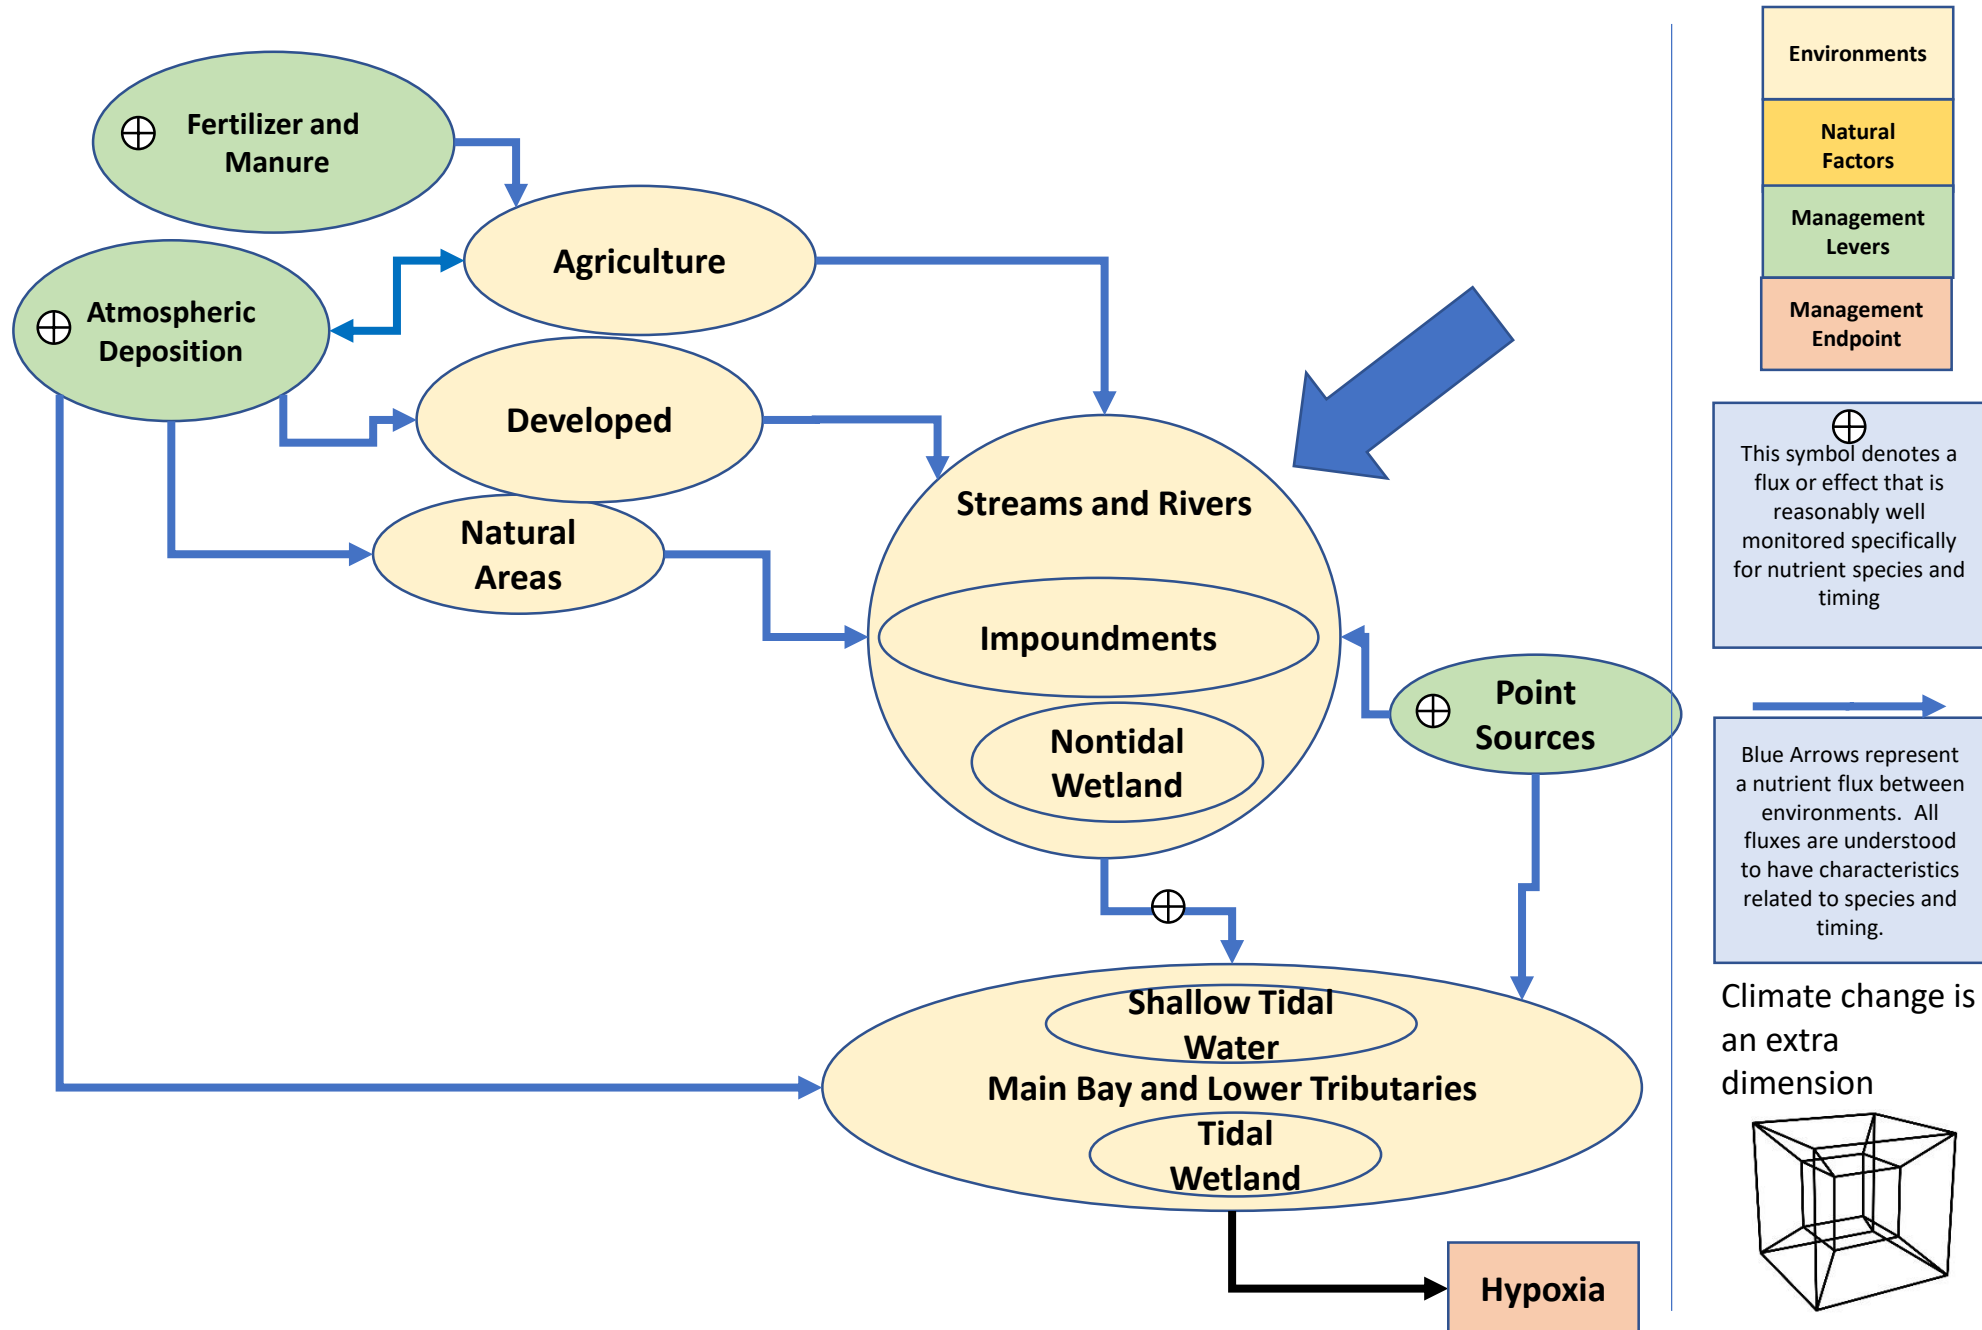 Fertilizer and
Manure
Atmospheric
Deposition
Agriculture
Developed
Natural
Areas
Streams and Rivers
Impoundments
Nontidal
Wetland
Point
Sources
Shallow Tidal
Water
Main Bay and Lower Tributaries
Tidal
Wetland
Hypoxia
Environments
Natural
Factors
Management
Levers
Management
Endpoint
This symbol denotes a
flux or effect that is
reasonably well
monitored specifically
for nutrient species and
timing
Blue Arrows represent
a nutrient flux between
environments. All
fluxes are understood
to have characteristics
related to species and
timing.
Climate change is
an extra
dimension